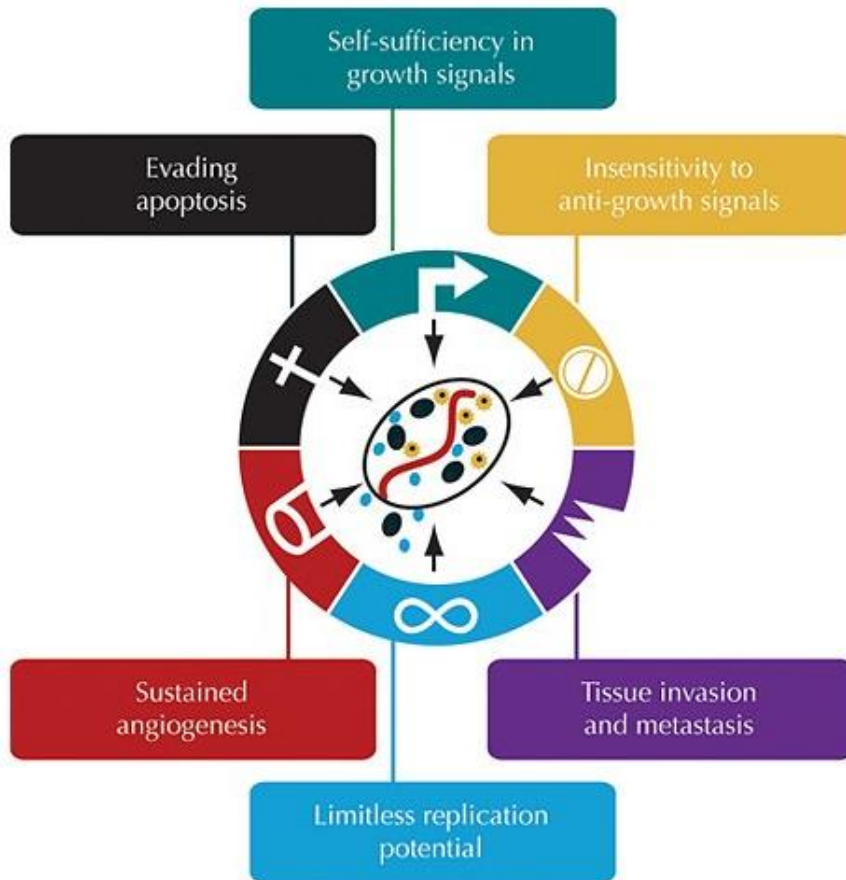 Self-sufficiency in
growth signals
Evading
apoptosis
Insensitivity to
anti-growth signals
Sustained
angiogenesis
Tissue invasion
and metastasis
Limitless replication
potential